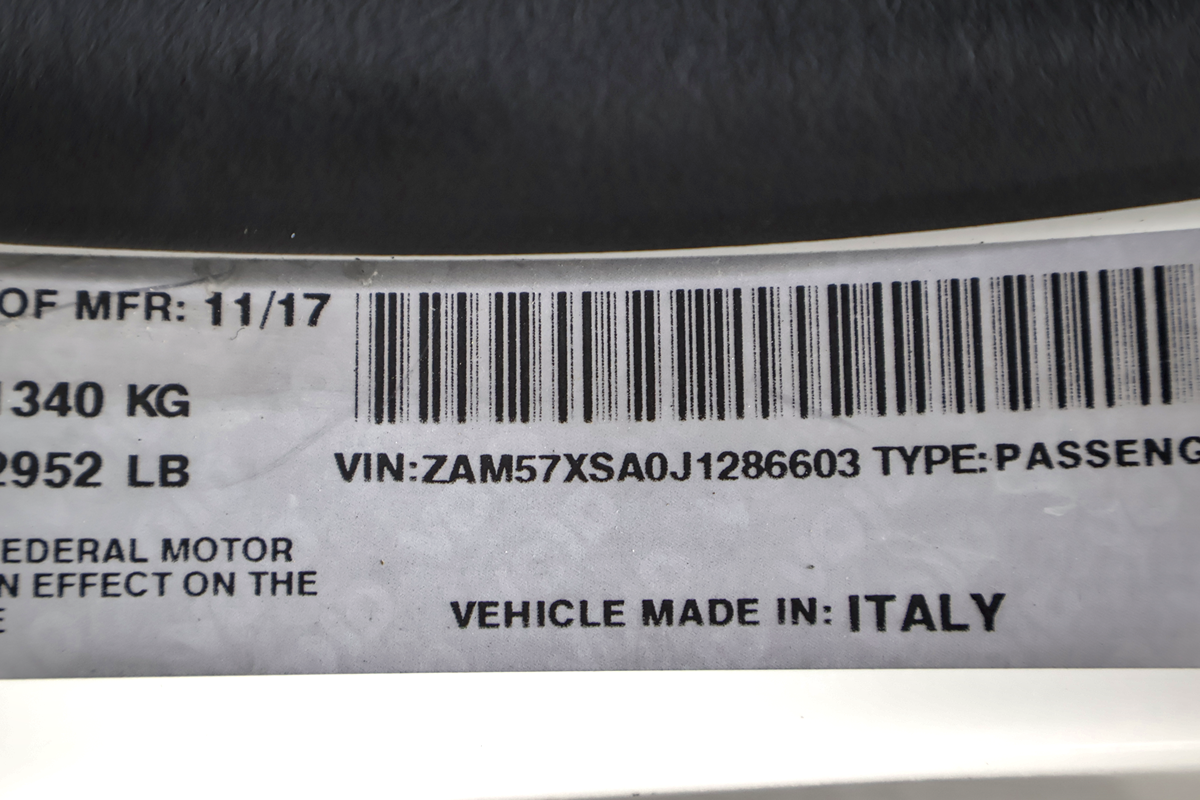 OF MFR: 11/17
1340 KG
2952 LB
VIN:ZAM57XSA0J1286603 TYPE:PASSENG
EDERAL MOTOR
N EFFECT ON THE
E
VEHICLE MADE IN: ITALY